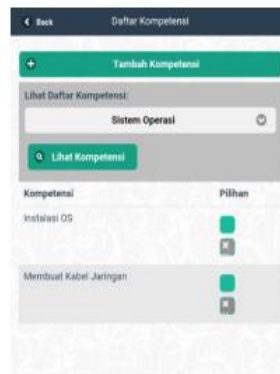 Back
Daftar Kompetensi
Tambah Kompetensi
Lihat Daftar Kompetensi:
Sistem Operasi
Lihat Kompetensi
Kompetensi Pilihan
Instalasi OS
Membuat Kabel Jaringan